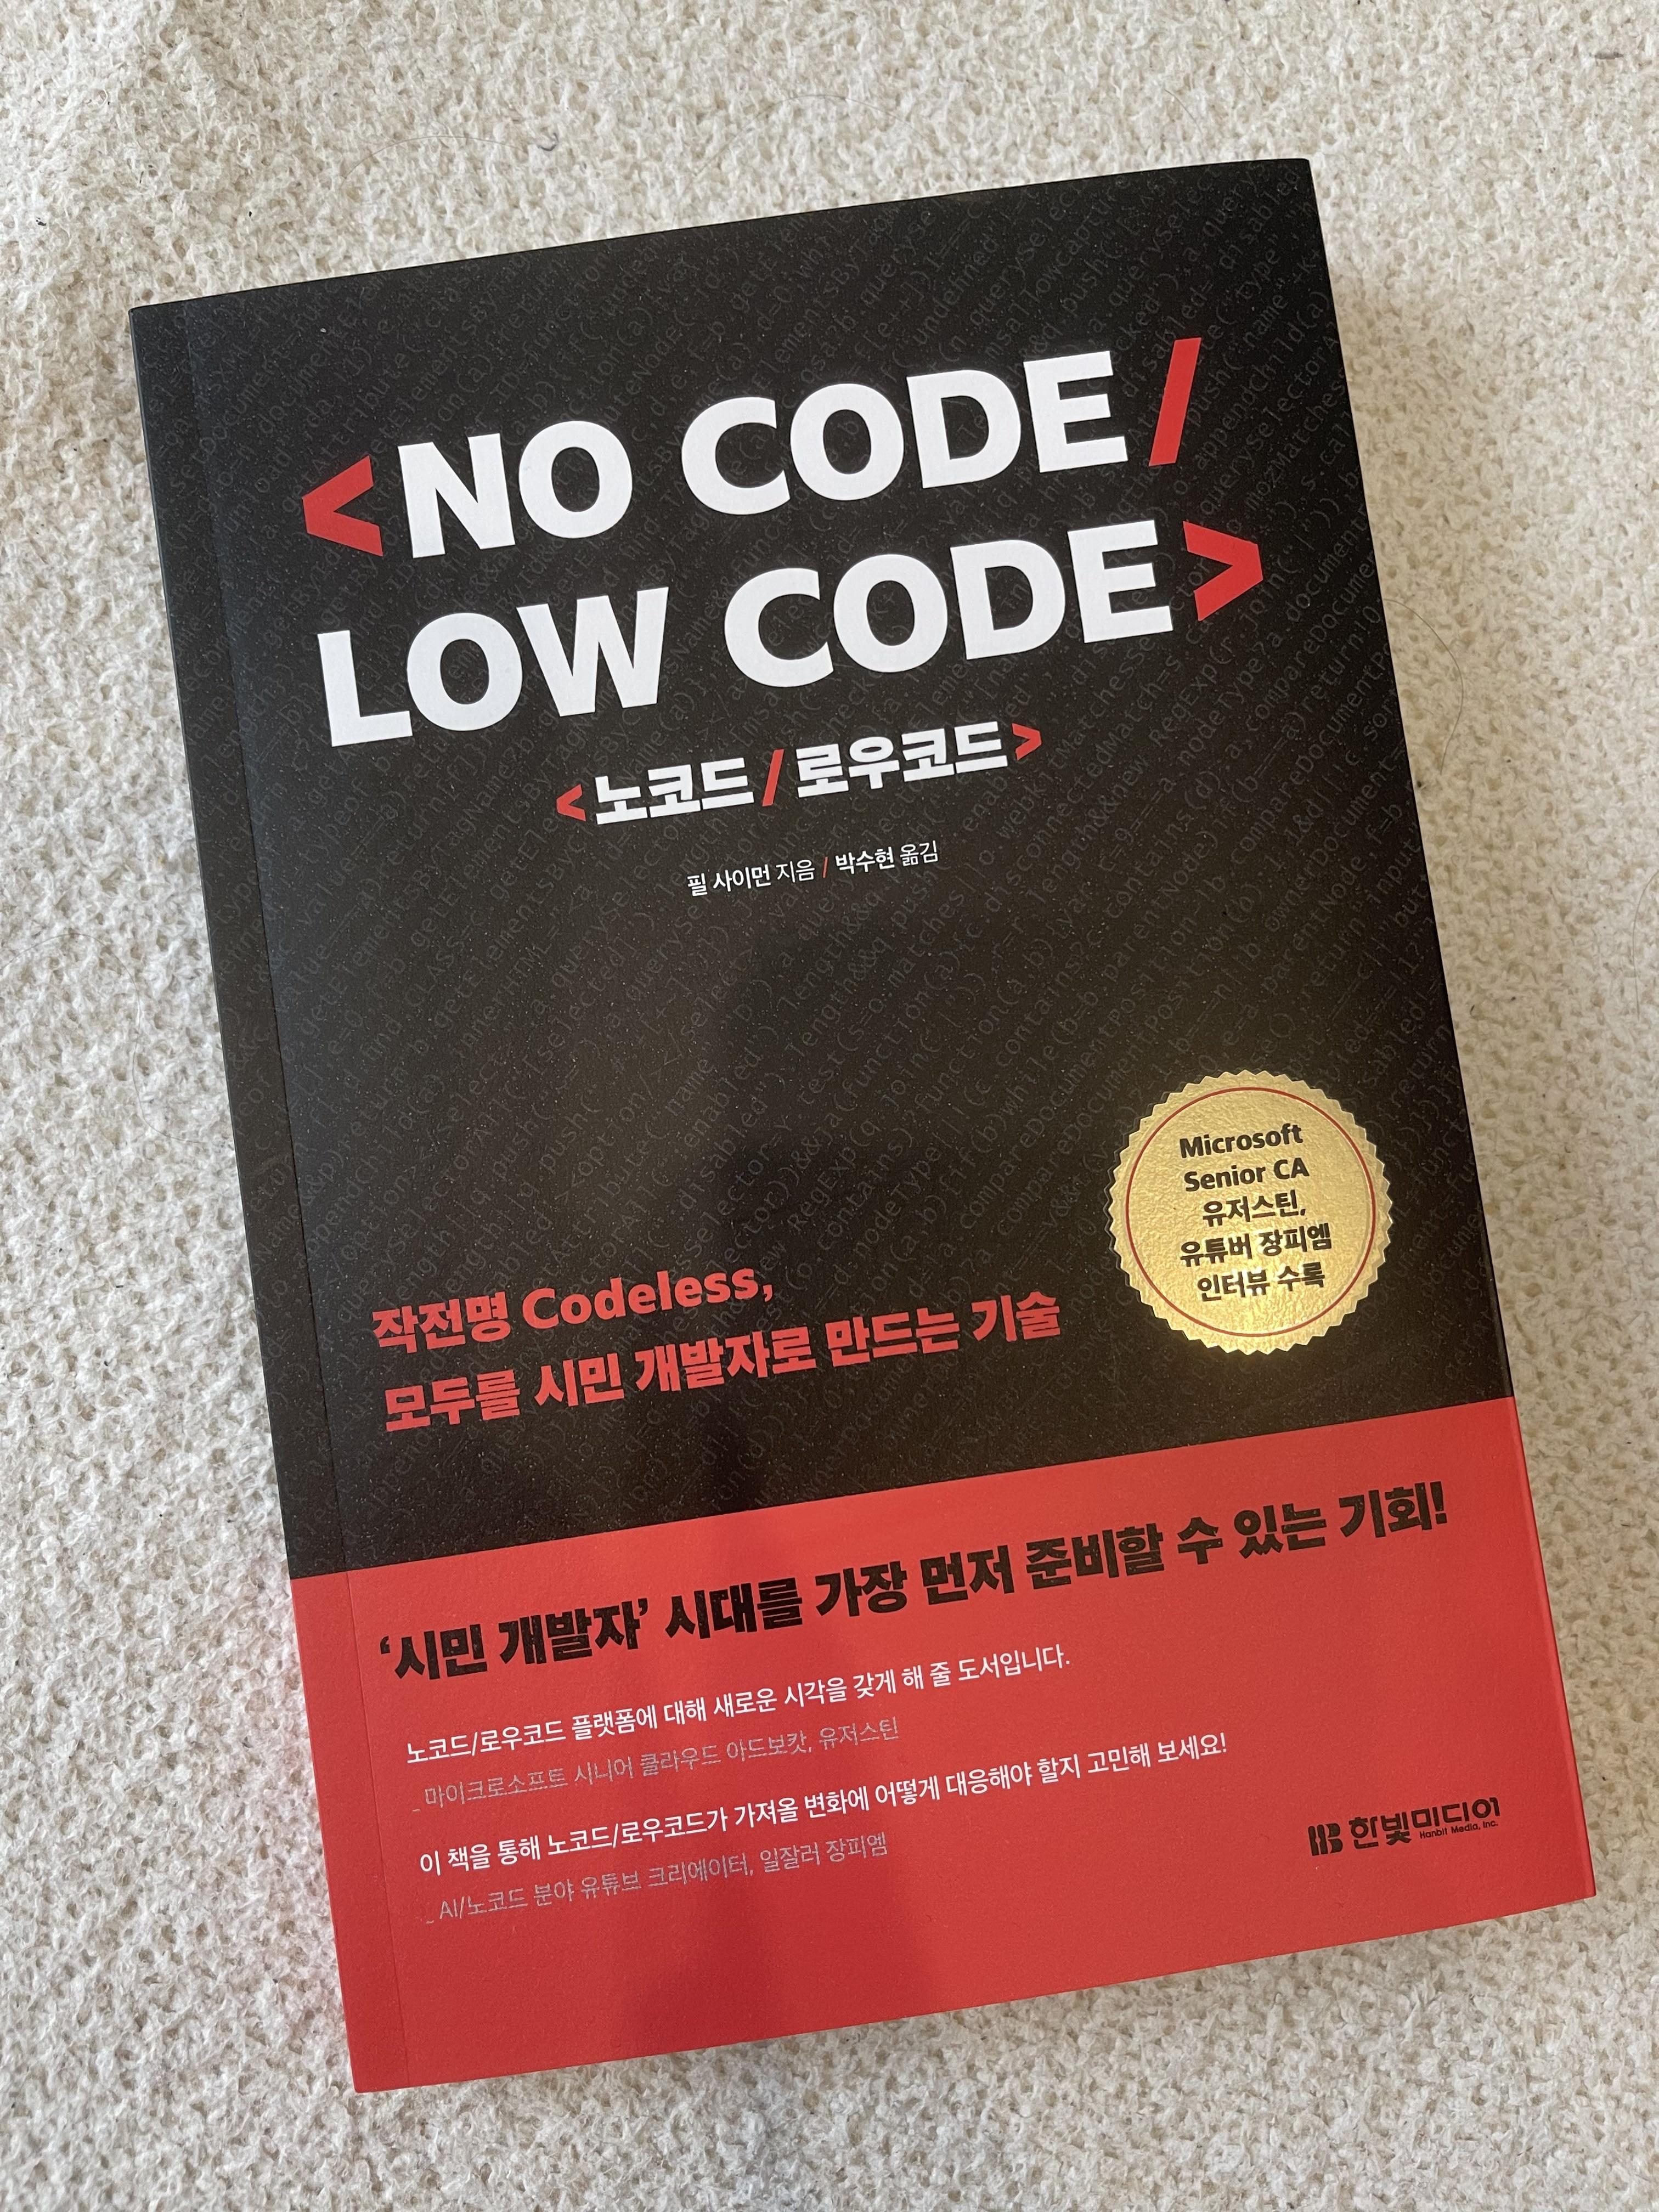 <NO CODE/
LOW CODE>
<노코드/로우코드>
필 사이먼 지음 / 박수현 옮김
Microsoft
Senior CA
유저스틴,
유튜버 장피엠
인터뷰 수록
작전명 Codeless,
모두를 시민 개발자로 만드는 기술
‘시민 개발자’ 시대를 가장 먼저 준비할 수 있는 기회!
노코드/로우코드 플랫폼에 대해 새로운 시각을 갖게 해 줄 도서입니다.
_ 마이크로소프트 시니어 클라우드 아드보캇, 유저스틴
이 책을 통해 노코드/로우코드가 가져올 변화에 어떻게 대응해야 할지 고민해 보세요!
_ AI/노코드 분야 유튜브 크리에이터, 일잘러 장피엠
한빛미디어
Hanbit Media, Inc.